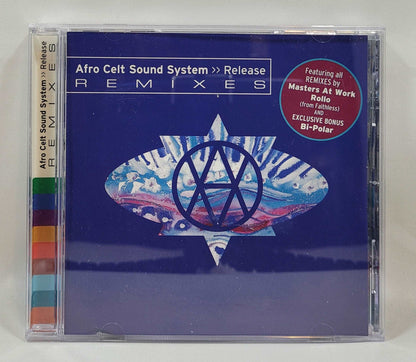 Afro Celt Sound System >> Release
REMIXES
Afro Celt Sound System >> Release
REMIXES
Featuring all
REMIXES by
Masters At Work
Rollo
(from Faithless)
AND
EXCLUSIVE BONUS
Bi-Polar